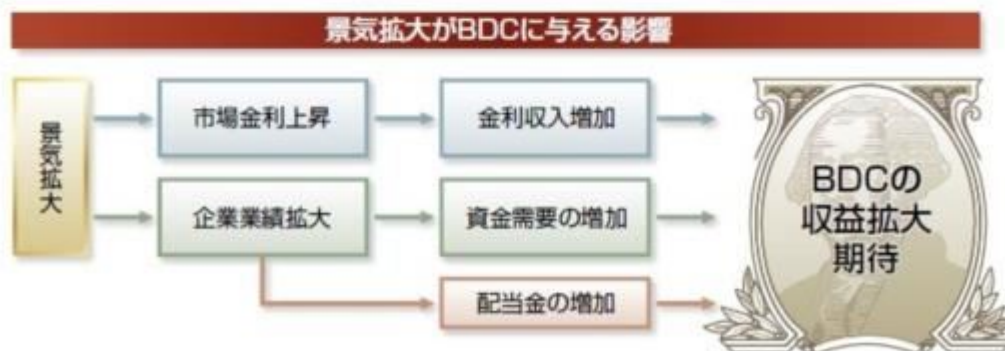 景気拡大がBDCに与える影響
景気拡大
市場金利上昇
金利収入増加
企業業績拡大
資金需要の増加
配当金の増加
BDCの
収益拡大
期待